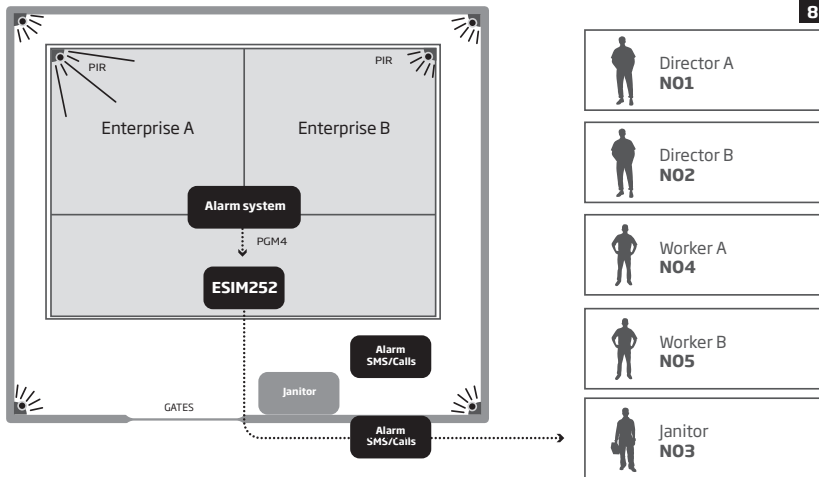 8
PIR
PIR
Enterprise A
Enterprise B
Alarm system
PGM4
ESIM252
Alarm
SMS/Calls
Janitor
GATES
Alarm
SMS/Calls
Director A
NO1
Director B
NO2
Worker A
NO4
Worker B
NO5
Janitor
NO3